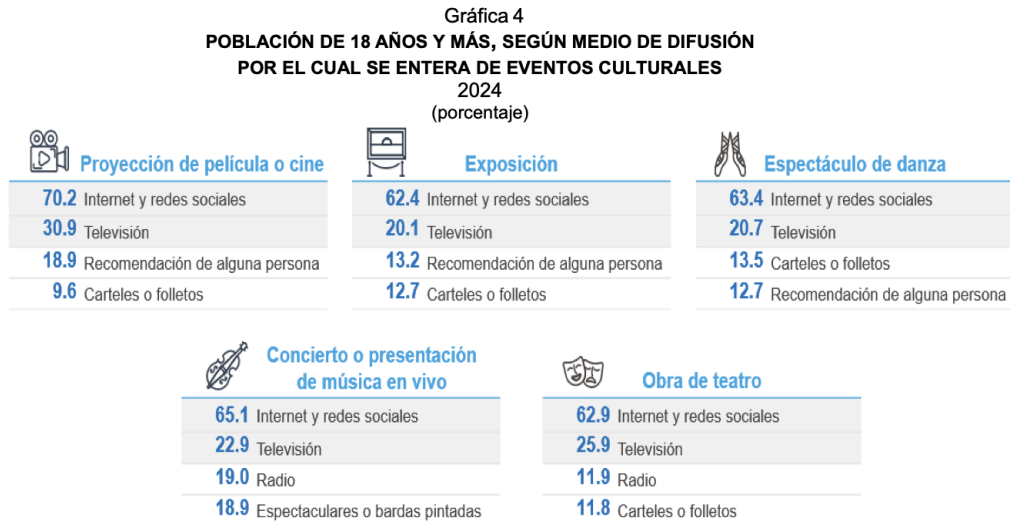 Gráfica 4
POBLACIÓN DE 18 AÑOS Y MÁS, SEGÚN MEDIO DE DIFUSIÓN
POR EL CUAL SE ENTERA DE EVENTOS CULTURALES
2024
(porcentaje)
Proyección de película o cine
70.2 Internet y redes sociales
30.9 Televisión
18.9 Recomendación de alguna persona
9.6 Carteles o folletos
Exposición
62.4 Internet y redes sociales
20.1 Televisión
13.2 Recomendación de alguna persona
12.7 Carteles o folletos
Espectáculo de danza
63.4 Internet y redes sociales
20.7 Televisión
13.5 Carteles o folletos
12.7 Recomendación de alguna persona
Concierto o presentación
de música en vivo
65.1 Internet y redes sociales
22.9 Televisión
19.0 Radio
18.9 Espectaculares o bardas pintadas
Obra de teatro
62.9 Internet y redes sociales
25.9 Televisión
11.9 Radio
11.8 Carteles o folletos